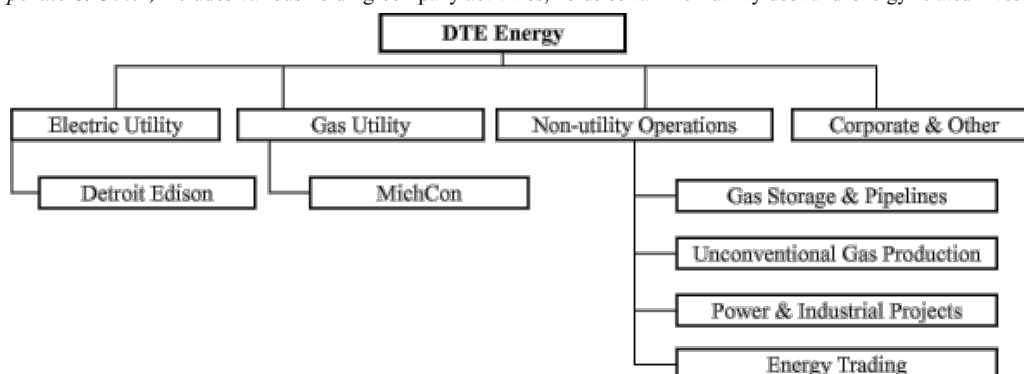 DTE Energy
Electric Utility
Gas Utility
Non-utility Operations
Corporate & Other
Detroit Edison
MichCon
Gas Storage & Pipelines
Unconventional Gas Production
Power & Industrial Projects
Energy Trading